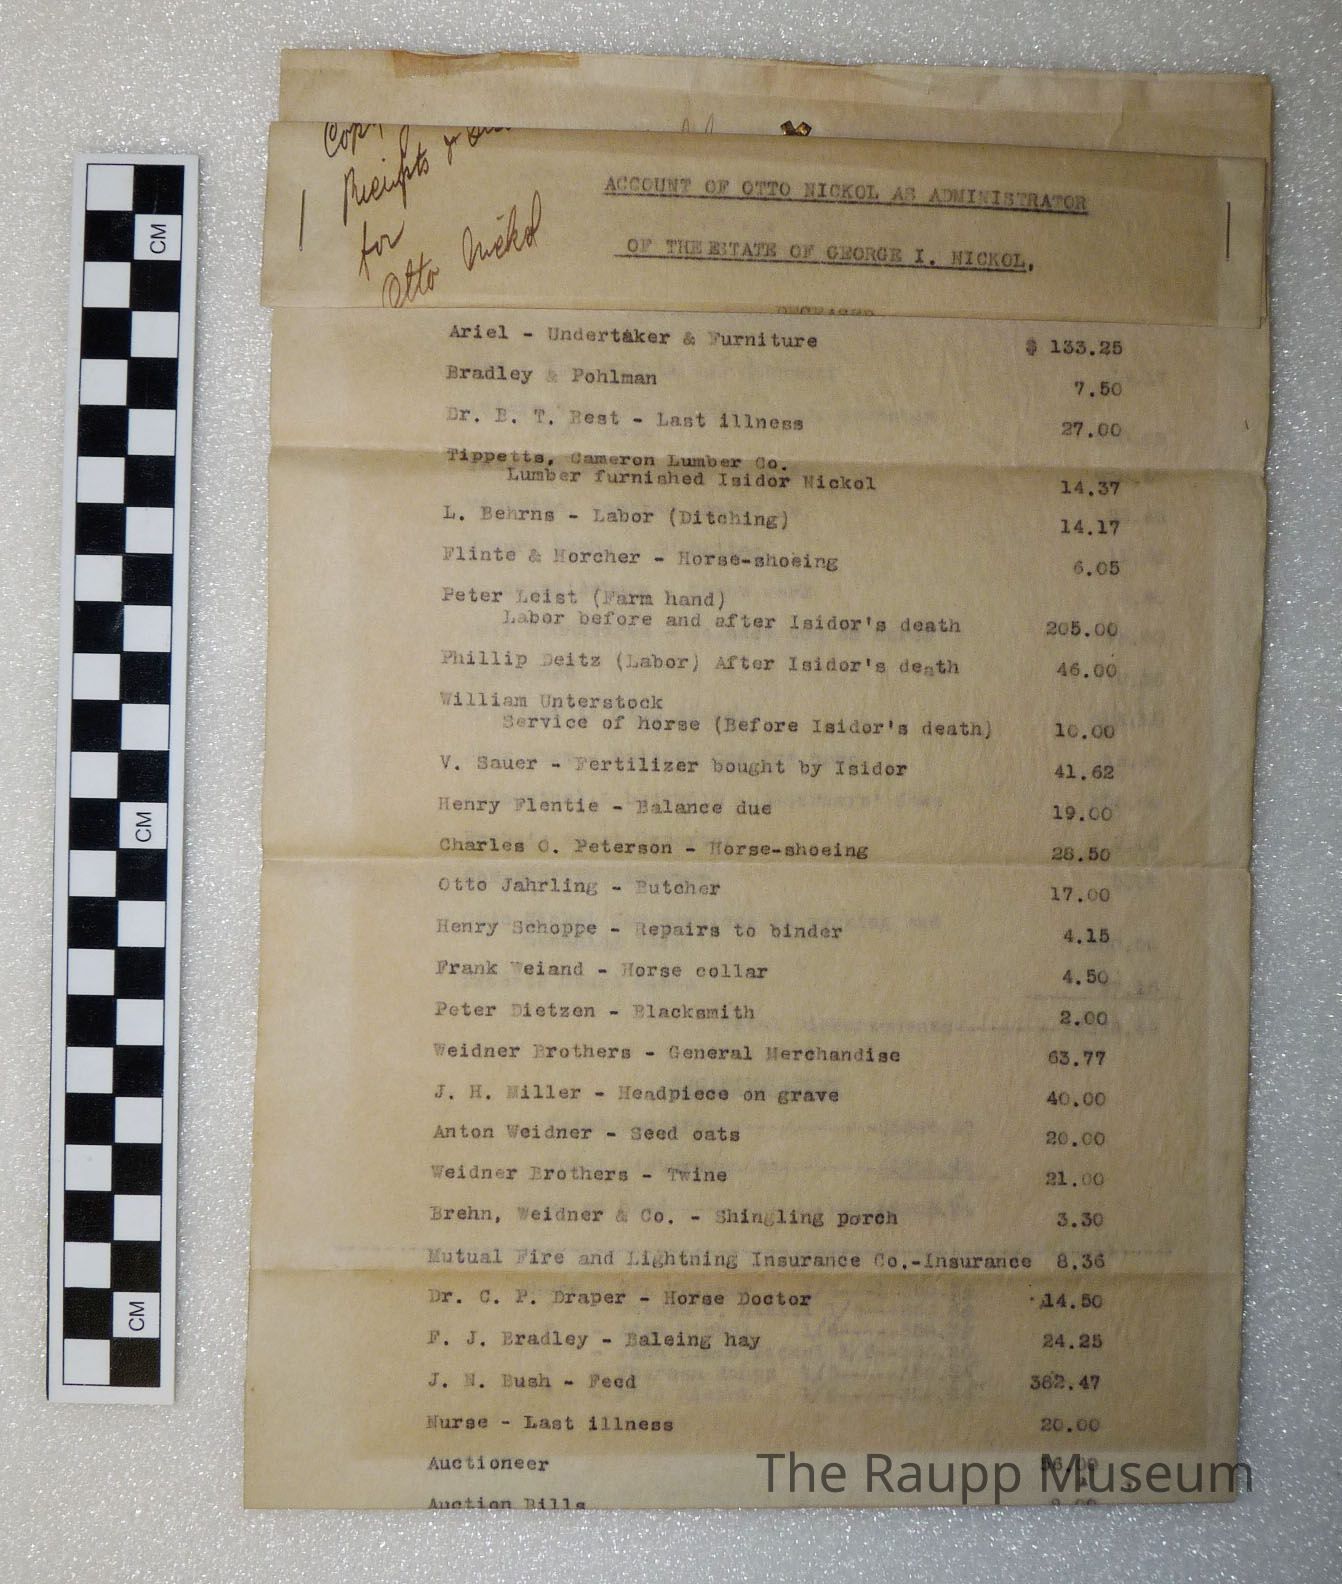 Receipts &
for
Otto Nickol
ACCOUNT OF OTTO NICKOL AS ADMINISTRATOR
OF THE ESTATE OF GEORGE I. NICKOL,
DECEASED
Ariel - Undertaker & Furniture $ 133.25
Bradley & Pohlman 7.50
Dr. B. T. Best - Last illness 27.00
Tippetts, Cameron Lumber Co.
Lumber furnished Isidor Nickol 14.37
L. Behrns - Labor (Ditching) 14.17
Flinte & Horcher - Horse-shoeing 6.05
Peter Leist (Farm hand)
Labor before and after Isidor's death 205.00
Phillip Deitz (Labor) After Isidor's death 46.00
William Unterstock
Service of horse (Before Isidor's death) 10.00
V. Sauer - Fertilizer bought by Isidor 41.62
Henry Flentie - Balance due 19.00
Charles O. Peterson - Horse-shoeing 28.50
Otto Jahrling - Butcher 17.00
Henry Schoppe - Repairs to binder 4.15
Frank Weiand - Horse collar 4.50
Peter Dietzen - Blacksmith 2.00
Weidner Brothers - General Merchandise 63.77
J. H. Miller - Headpiece on grave 40.00
Anton Weidner - Seed oats 20.00
Weidner Brothers - Twine 21.00
Brehn, Weidner & Co. - Shingling porch 3.30
Mutual Fire and Lightning Insurance Co.-Insurance 8.36
Dr. C. P. Draper - Horse Doctor 14.50
F. J. Bradley - Baleing hay 24.25
J. N. Bush - Feed 362.47
Nurse - Last illness 20.00
Auctioneer
Auction Bills
The Raupp Museum
CM
CM
CM